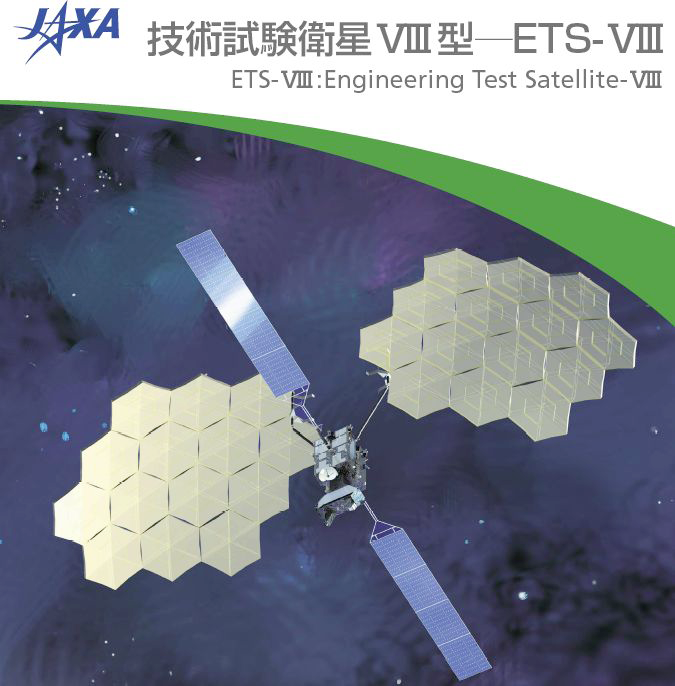 JAXA
技術試験衛星Ⅷ型―ETS-Ⅷ
ETS-Ⅷ:Engineering Test Satellite-Ⅷ